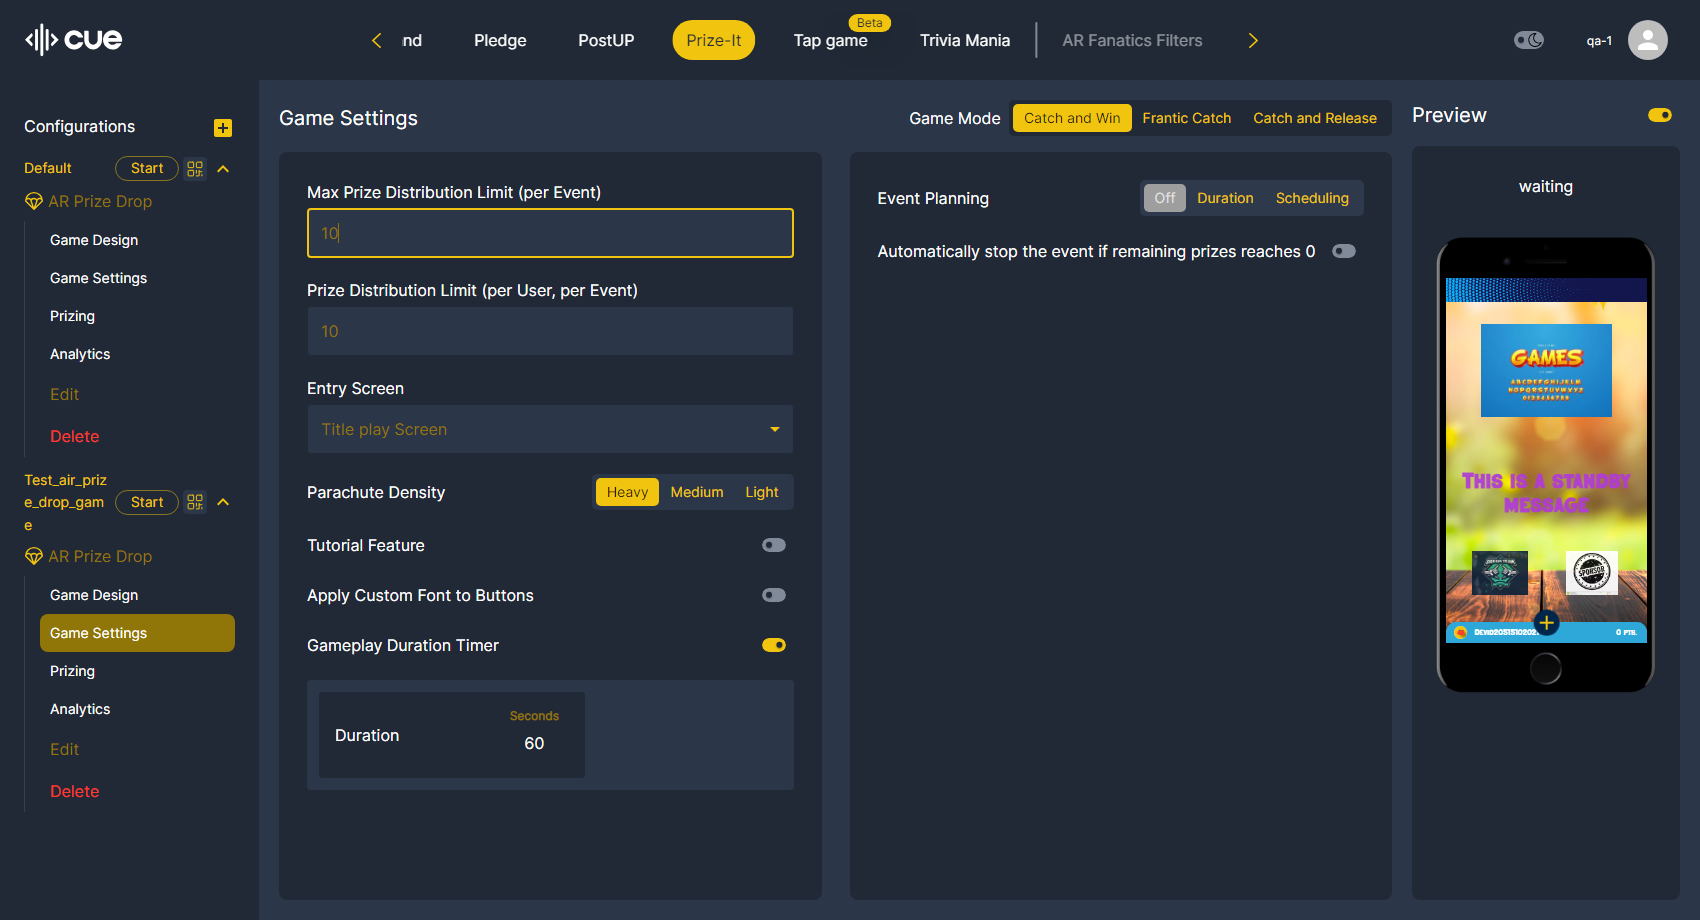 cue
nd
Pledge
PostUP
Prize-It
Beta
Tap game
Trivia Mania
AR Fanatics Filters
qa-1
Configurations
Default
Start
AR Prize Drop
Game Design
Game Settings
Prizing
Analytics
Edit
Delete
Test_air_priz
e_drop_gam
e
Start
AR Prize Drop
Game Design
Game Settings
Prizing
Analytics
Edit
Delete
Game Settings
Game Mode
Catch and Win
Frantic Catch
Catch and Release
Max Prize Distribution Limit (per Event)
10
Prize Distribution Limit (per User, per Event)
10
Entry Screen
Title play Screen
Parachute Density
Heavy
Medium
Light
Tutorial Feature
Apply Custom Font to Buttons
Gameplay Duration Timer
Duration
Seconds
60
Event Planning
Off
Duration
Scheduling
Automatically stop the event if remaining prizes reaches 0
Preview
waiting
GAMES
ABCDEFGHIJKLM
NOPQRSTUVWXYZ
0123456789
THIS IS A STANDBY
MESSAGE
SPONSOR
0 PTS.